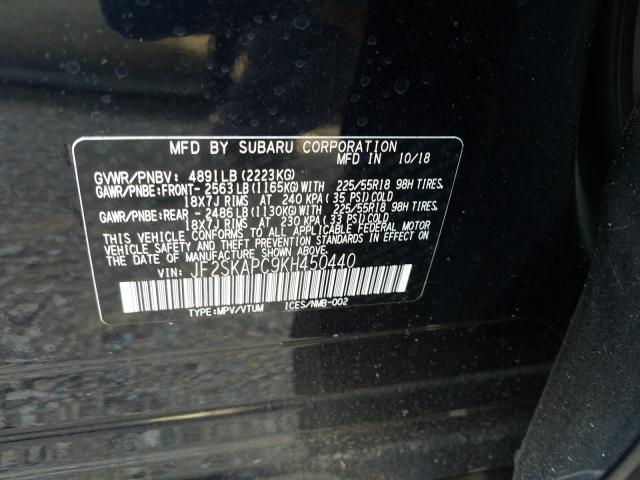 MFD BY SUBARU CORPORATION
MFD IN 10/18
GVWR/PNBV: 4891LB (2223KG)
GAWR/PNBE:FRONT- 2563LB (1165KG) WITH 225/55R18 98H TIRES,
18X7J RIMS AT 240 KPA (35 PSI) COLD
GAWR/PNBE:REAR - 2486LB (1130KG) WITH 225/55R18 98H TIRES,
18X7J RIMS AT 230 KPA (33 PSI) COLD
THIS VEHICLE CONFORMS TO ALL APPLICABLE FEDERAL MOTOR
VEHICLE SAFETY AND THEFT PREVENTION STANDARDS IN EFFECT
ON THE DATE OF MANUFACTURE SHOWN ABOVE.
VIN: JF2SKAPC9KH450440
TYPE:MPV/VTUM ICES/NMB-002